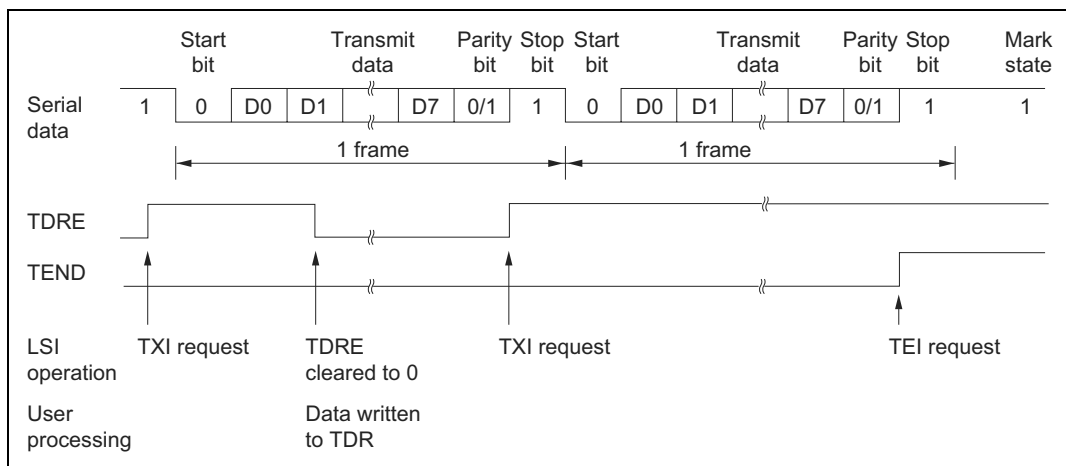 Start bit Transmit data Parity bit Stop bit Start bit Transmit data Parity bit Stop bit Mark state
Serial data 1 0 D0 D1 D7 0/1 1 0 D0 D1 D7 0/1 1 1
1 frame 1 frame
TDRE
TEND
LSI operation TXI request TDRE cleared to 0 TXI request TEI request
User processing Data written to TDR